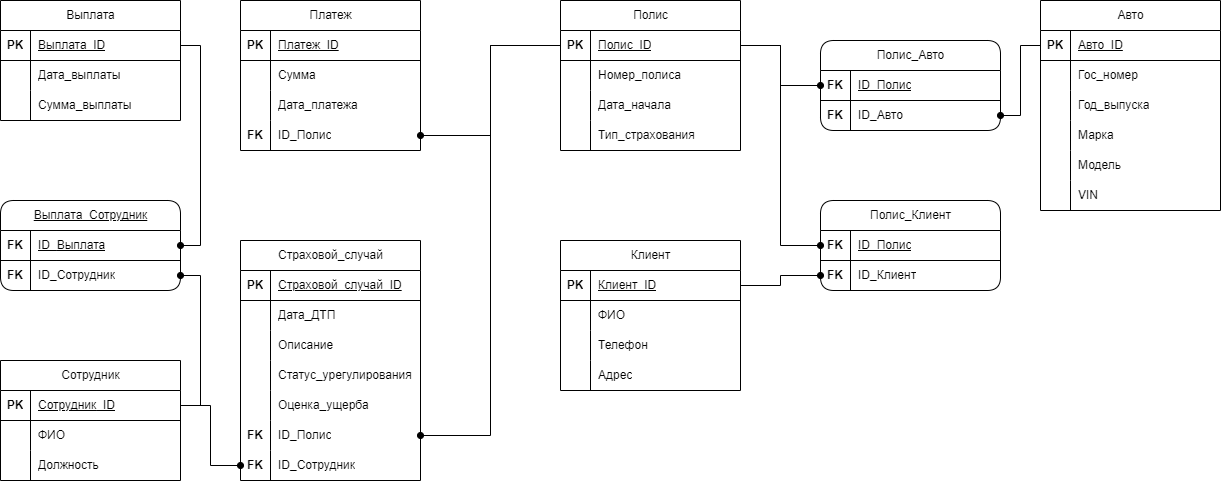 Выплата
PK Выплата_ID
Дата_выплаты
Сумма_выплаты
Платеж
PK Платеж_ID
Сумма
Дата_платежа
FK ID_Полис
Полис
PK Полис_ID
Номер_полиса
Дата_начала
Тип_страхования
Полис_Авто
FK ID_Полис
FK ID_Авто
Авто
PK Авто_ID
Гос_номер
Год_выпуска
Марка
Модель
VIN
Выплата_Сотрудник
FK ID_Выплата
FK ID_Сотрудник
Страховой_случай
PK Страховой_случай_ID
Дата_ДТП
Описание
Статус_урегулирования
Оценка_ущерба
FK ID_Полис
FK ID_Сотрудник
Клиент
PK Клиент_ID
ФИО
Телефон
Адрес
Полис_Клиент
FK ID_Полис
FK ID_Клиент
Сотрудник
PK Сотрудник_ID
ФИО
Должность